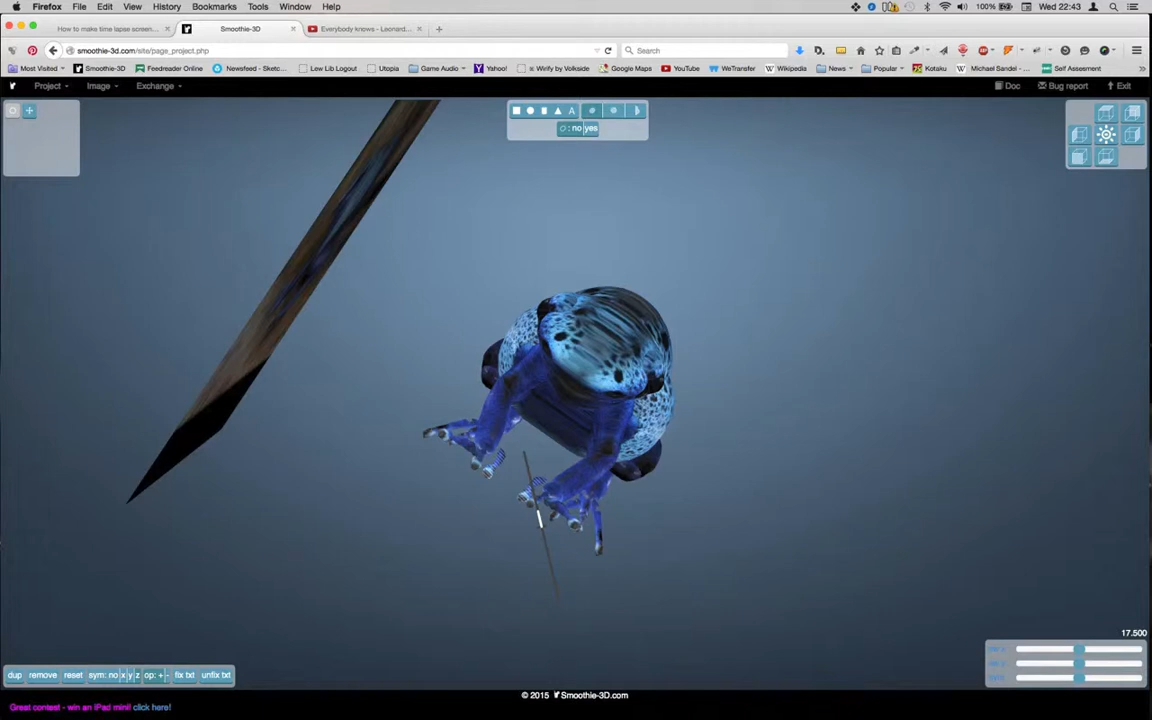 Firefox File Edit View History Bookmarks Tools Window Help 100% Wed 22:43
How to make time lapse screen... Smoothie-3D Everybody knows - Leonard...
smoothie-3d.com/site/page_project.php Search
Most Visited Smoothie-3D Feedreader Online Newsfeed - Sketc... Low Lib Logout Utopia Game Audio Yahoo! Wirify by Volkside Google Maps YouTube WeTransfer Wikipedia News Popular Kotaku Michael Sandel Self Assesment
Project Image Exchange Doc Bug report Exit
A
: no yes
17.500
dup remove reset sym: no x y z op: + - fix txt unfix txt
© 2015 Smoothie-3D.com
Great contest - win an iPad mini! click here!